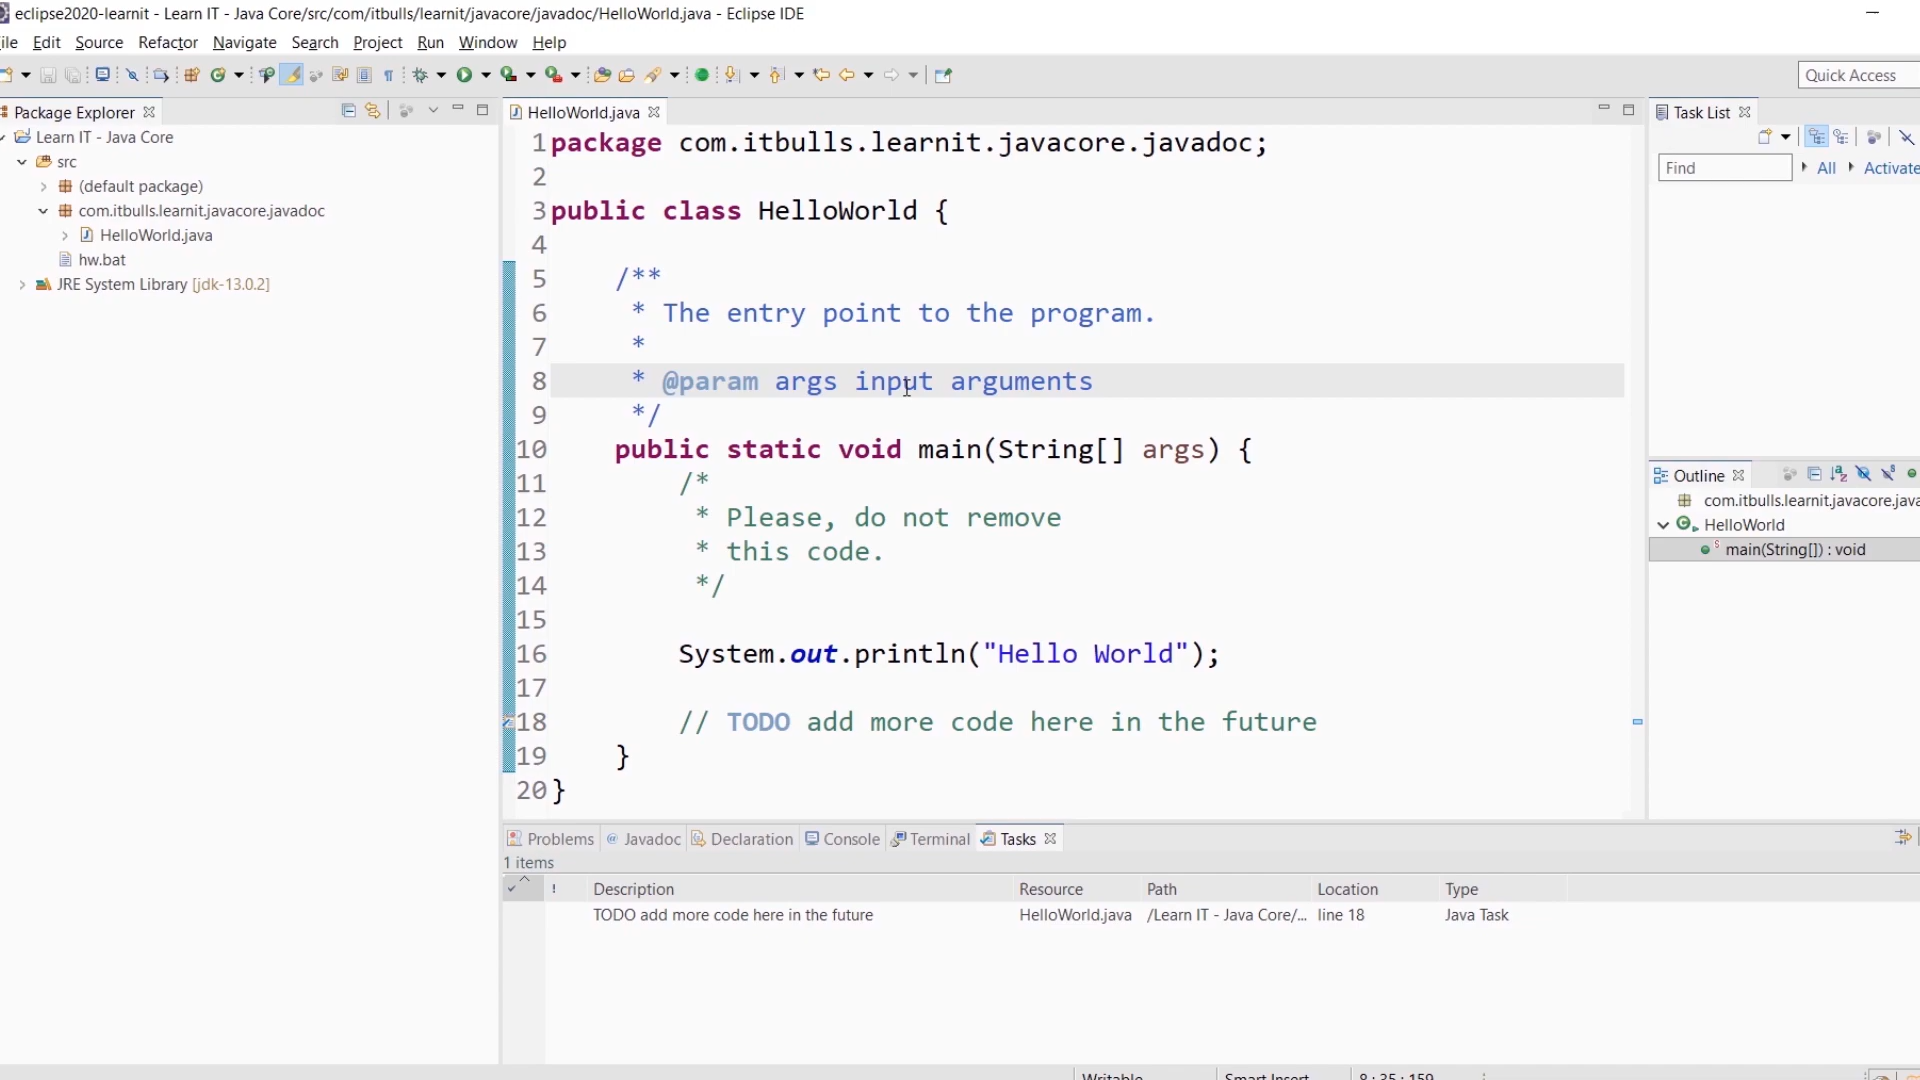 eclipse2020-learnit - Learn IT - Java Core/src/com/itbulls/learnit/javacore/javadoc/HelloWorld.java - Eclipse IDE
ile Edit Source Refactor Navigate Search Project Run Window Help
Quick Access
Package Explorer
Learn IT - Java Core
src
(default package)
com.itbulls.learnit.javacore.javadoc
HelloWorld.java
hw.bat
JRE System Library [jdk-13.0.2]
HelloWorld.java
1 package com.itbulls.learnit.javacore.javadoc;
2
3 public class HelloWorld {
4
5 /**
6 * The entry point to the program.
7 *
8 * @param args input arguments
9 */
10 public static void main(String[] args) {
11 /*
12 * Please, do not remove
13 * this code.
14 */
15
16 System.out.println("Hello World");
17
18 // TODO add more code here in the future
19 }
20 }
Task List
Find All Activate
Outline
com.itbulls.learnit.javacore.java
HelloWorld
main(String[]) : void
Problems @ Javadoc Declaration Console Terminal Tasks
1 items
! Description Resource Path Location Type
TODO add more code here in the future HelloWorld.java /Learn IT - Java Core/... line 18 Java Task
Writable Smart Insert 8 : 35 : 159